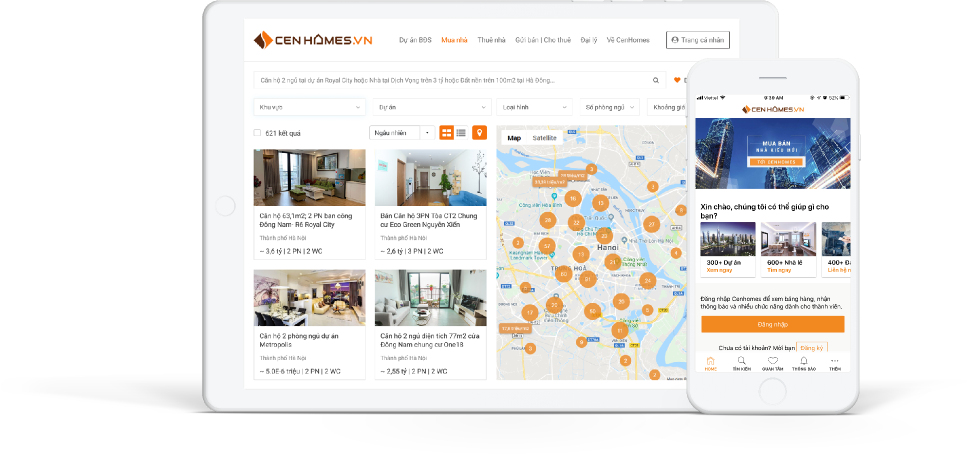 CENHOMES.VN
Dự án BĐS Mua nhà Thuê nhà Gửi bán | Cho thuê Đại lý Về CenHomes Trang cá nhân
Căn hộ 2 ngủ tại dự án Royal City hoặc Nhà tại Dịch Vọng trên 3 tỷ hoặc Đất nền trên 100m2 tại Hà Đông...
Khu vực Dự án Loại hình Số phòng ngủ Khoảng giá
621 kết quả Ngẫu nhiên
Căn hộ 63,1m2; 2 PN ban công
Đông Nam- R6 Royal City
Thành phố Hà Nội
~ 3,6 tỷ | 2 PN | 2 WC
Bán Căn hộ 3PN Tòa CT2 Chung
cư Eco Green Nguyễn Xiển
Thành phố Hà Nội
~ 2,6 tỷ | 3 PN | 2 WC
Căn hộ 2 phòng ngủ dự án
Metropolis
Thành phố Hà Nội
~ 5.0E-6 triệu | 2 PN | 2 WC
Căn hộ 2 ngủ diện tích 77m2 cửa
Đông Nam chung cư One18
Thành phố Hà Nội
~ 2,55 tỷ | 2 PN | 2 WC
Map Satellite
Hanoi
Viettel 9:39 AM 52%
CENHOMES.VN
MUA BÁN
NHÀ KIỂU MỚI
TỚI CENHOMES
Xin chào, chúng tôi có thể giúp gì cho
bạn?
300+ Dự án
Xem ngay
600+ Nhà lẻ
Tìm ngay
400+
Liên hệ
Đăng nhập Cenhomes để xem bảng hàng, nhận
thông báo và nhiều chức năng dành cho thành viên.
Đăng nhập
Chưa có tài khoản? Mời bạn Đăng ký
HOME TÌM KIẾM QUAN TÂM THÔNG BÁO THÊM